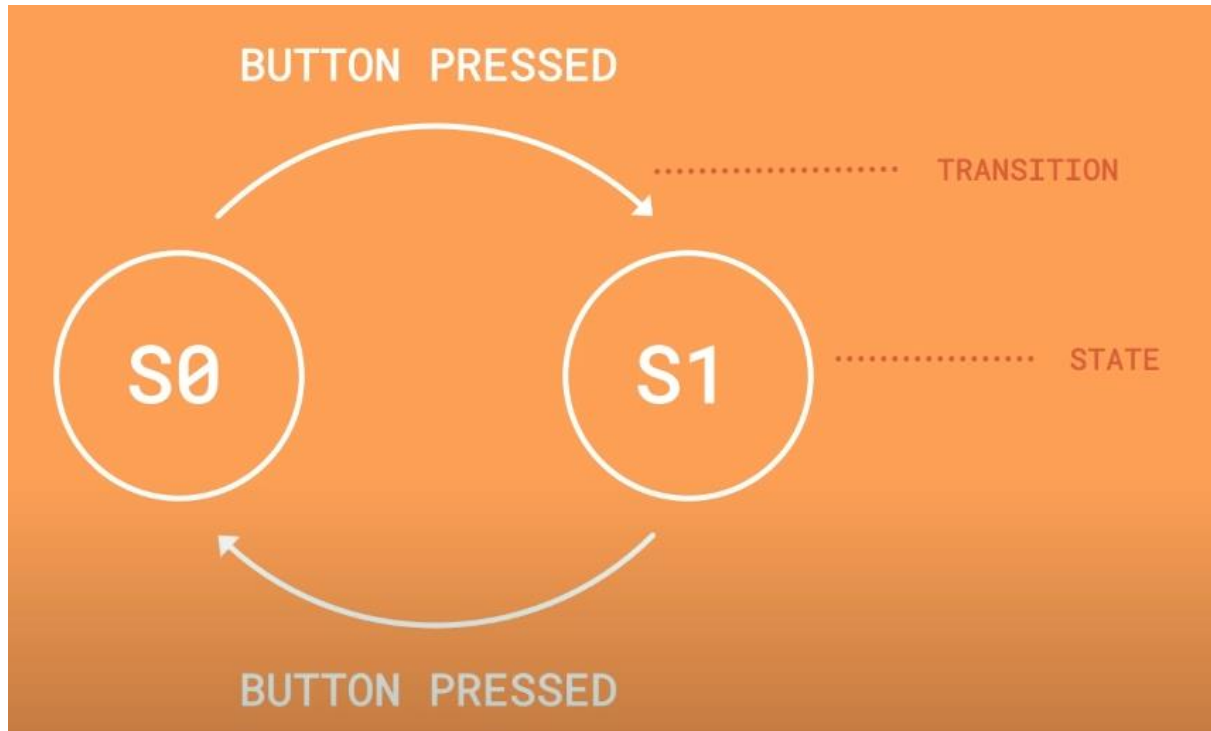 BUTTON PRESSED
TRANSITION
S0
S1
STATE
BUTTON PRESSED